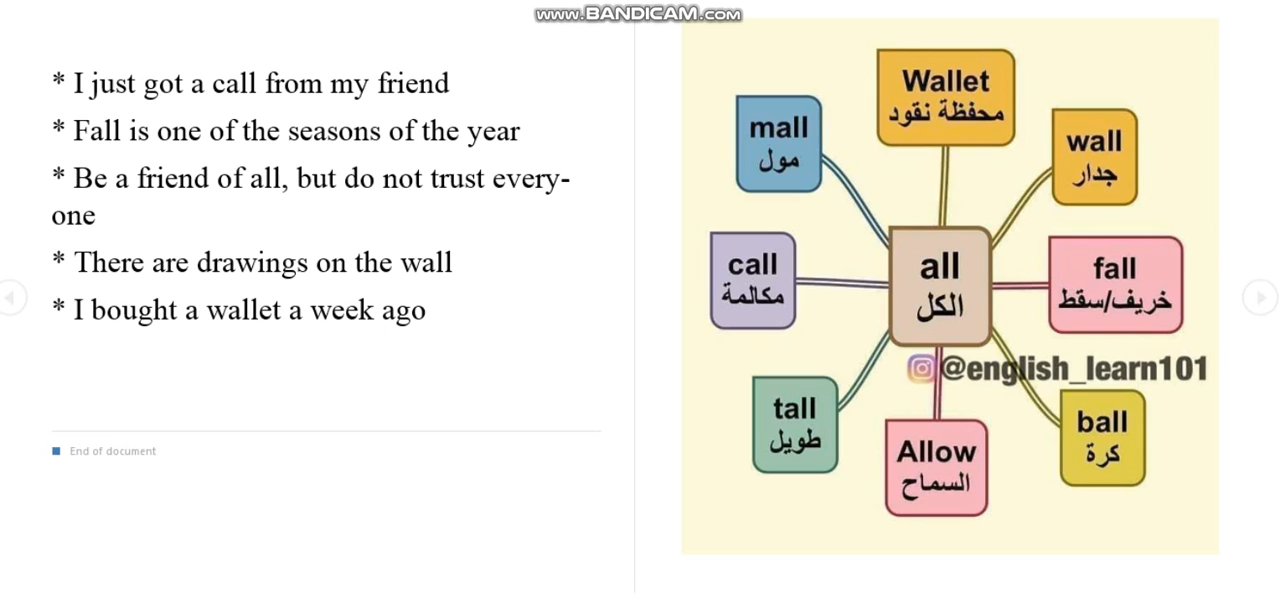 www.BANDICAM.com
* I just got a call from my friend
* Fall is one of the seasons of the year
* Be a friend of all, but do not trust every-
one
* There are drawings on the wall
* I bought a wallet a week ago
End of document
Wallet
محفظة نقود
mall
مول
wall
جدار
call
مكالمة
all
الكل
fall
خريف/سقط
@english_learn101
tall
طويل
Allow
السماح
ball
كرة